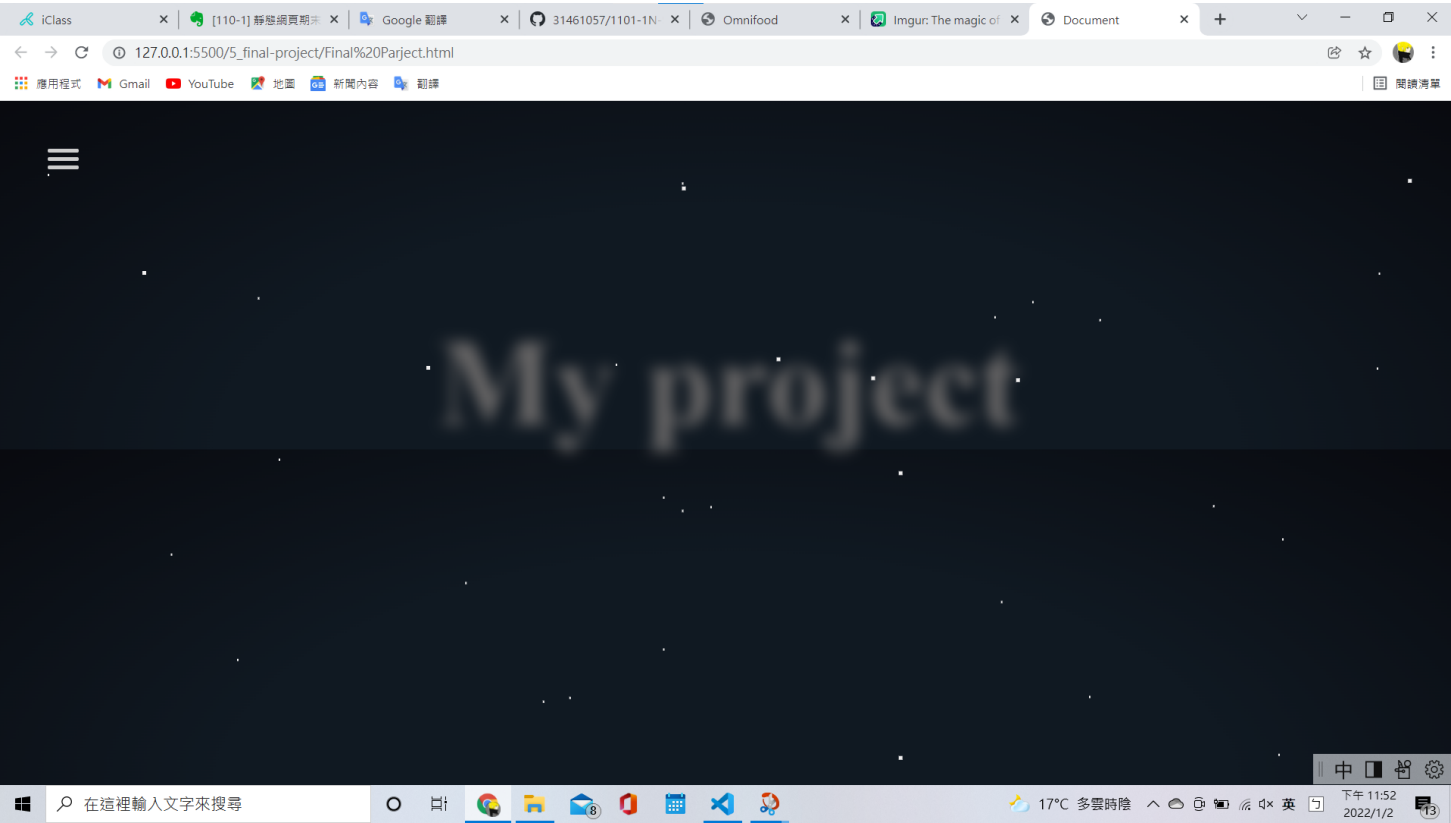 iClass
[110-1] 靜態網頁期末
Google 翻譯
31461057/1101-1N-
Omnifood
Imgur: The magic of
Document
127.0.0.1:5500/5_final-project/Final%20Parject.html
應用程式 Gmail YouTube 地圖 新聞內容 翻譯 閱讀清單
My project
中
在這裡輸入文字來搜尋
8
17°C 多雲時陰
英
下午 11:52
2022/1/2
13